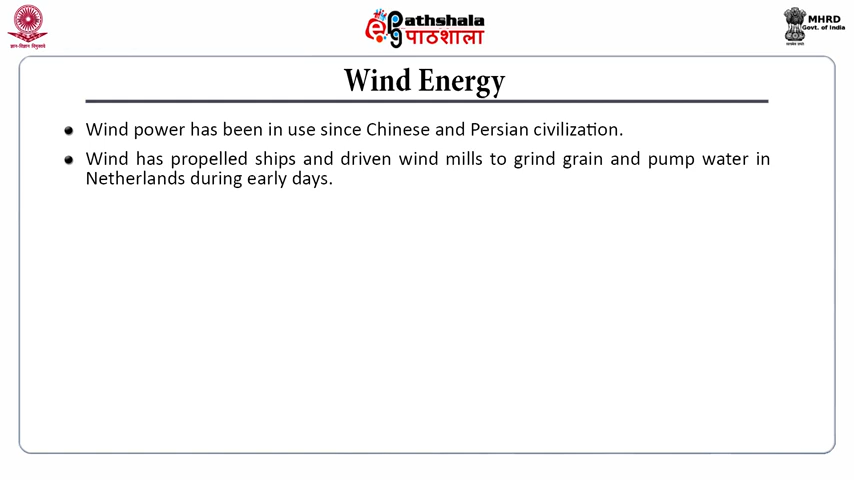 ePathshala
पाठशाला
MHRD
Govt. of India
Wind Energy
Wind power has been in use since Chinese and Persian civilization.
Wind has propelled ships and driven wind mills to grind grain and pump water in
Netherlands during early days.